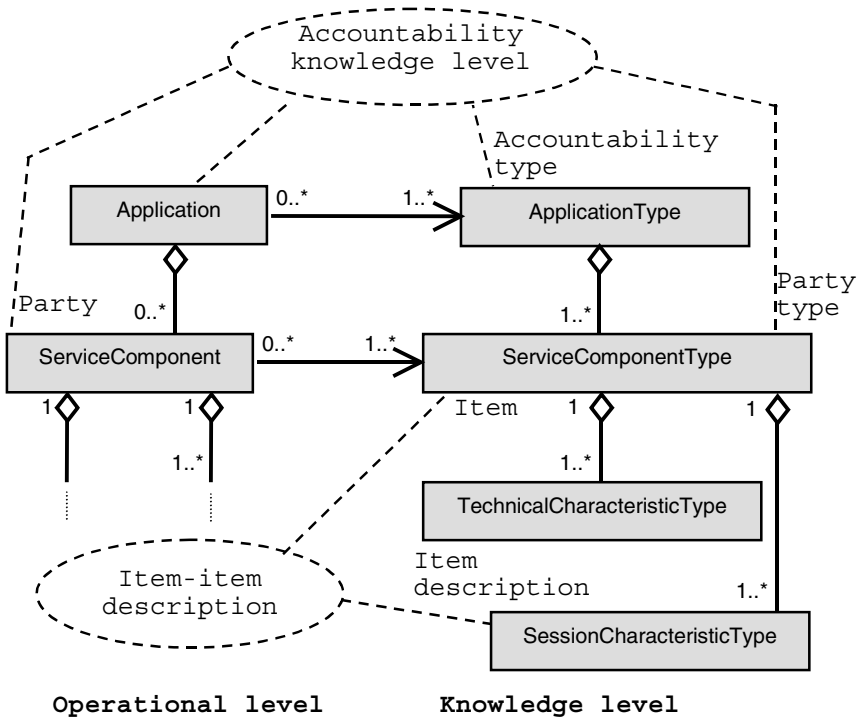 Accountability
knowledge level
Accountability
type
Application
0..*
1..*
ApplicationType
Party
0..*
1..*
Party
type
ServiceComponent
0..*
1..*
ServiceComponentType
1
1
Item
1
1
1..*
1..*
TechnicalCharacteristicType
Item-item
description
Item
description
1..*
SessionCharacteristicType
Operational level
Knowledge level